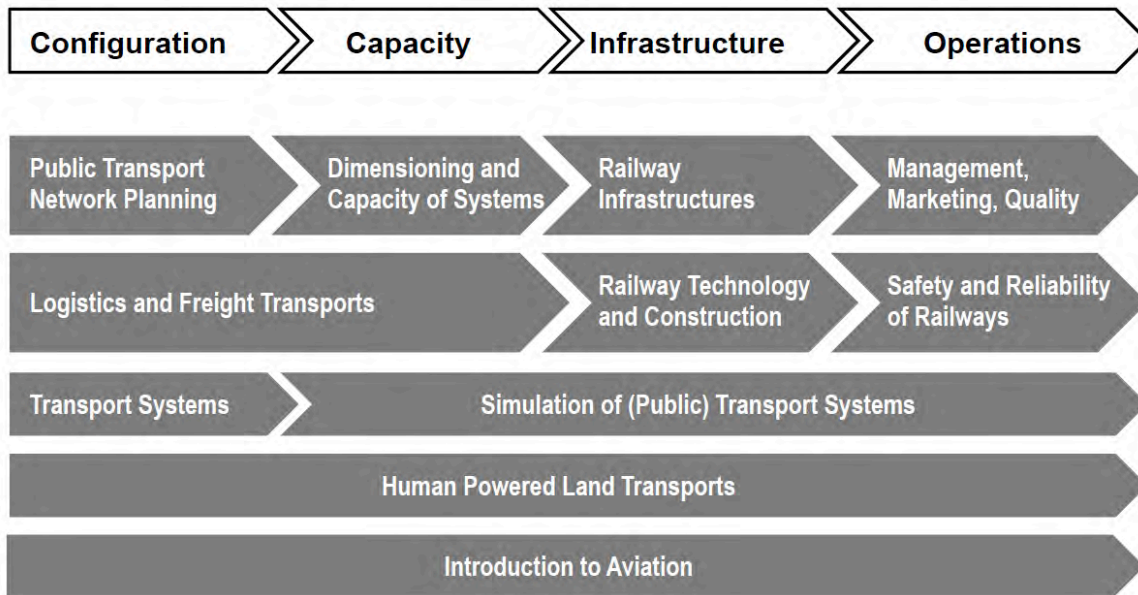 Configuration
Capacity
Infrastructure
Operations
Public Transport
Network Planning
Dimensioning and
Capacity of Systems
Railway
Infrastructures
Management,
Marketing, Quality
Logistics and Freight Transports
Railway Technology
and Construction
Safety and Reliability
of Railways
Transport Systems
Simulation of (Public) Transport Systems
Human Powered Land Transports
Introduction to Aviation